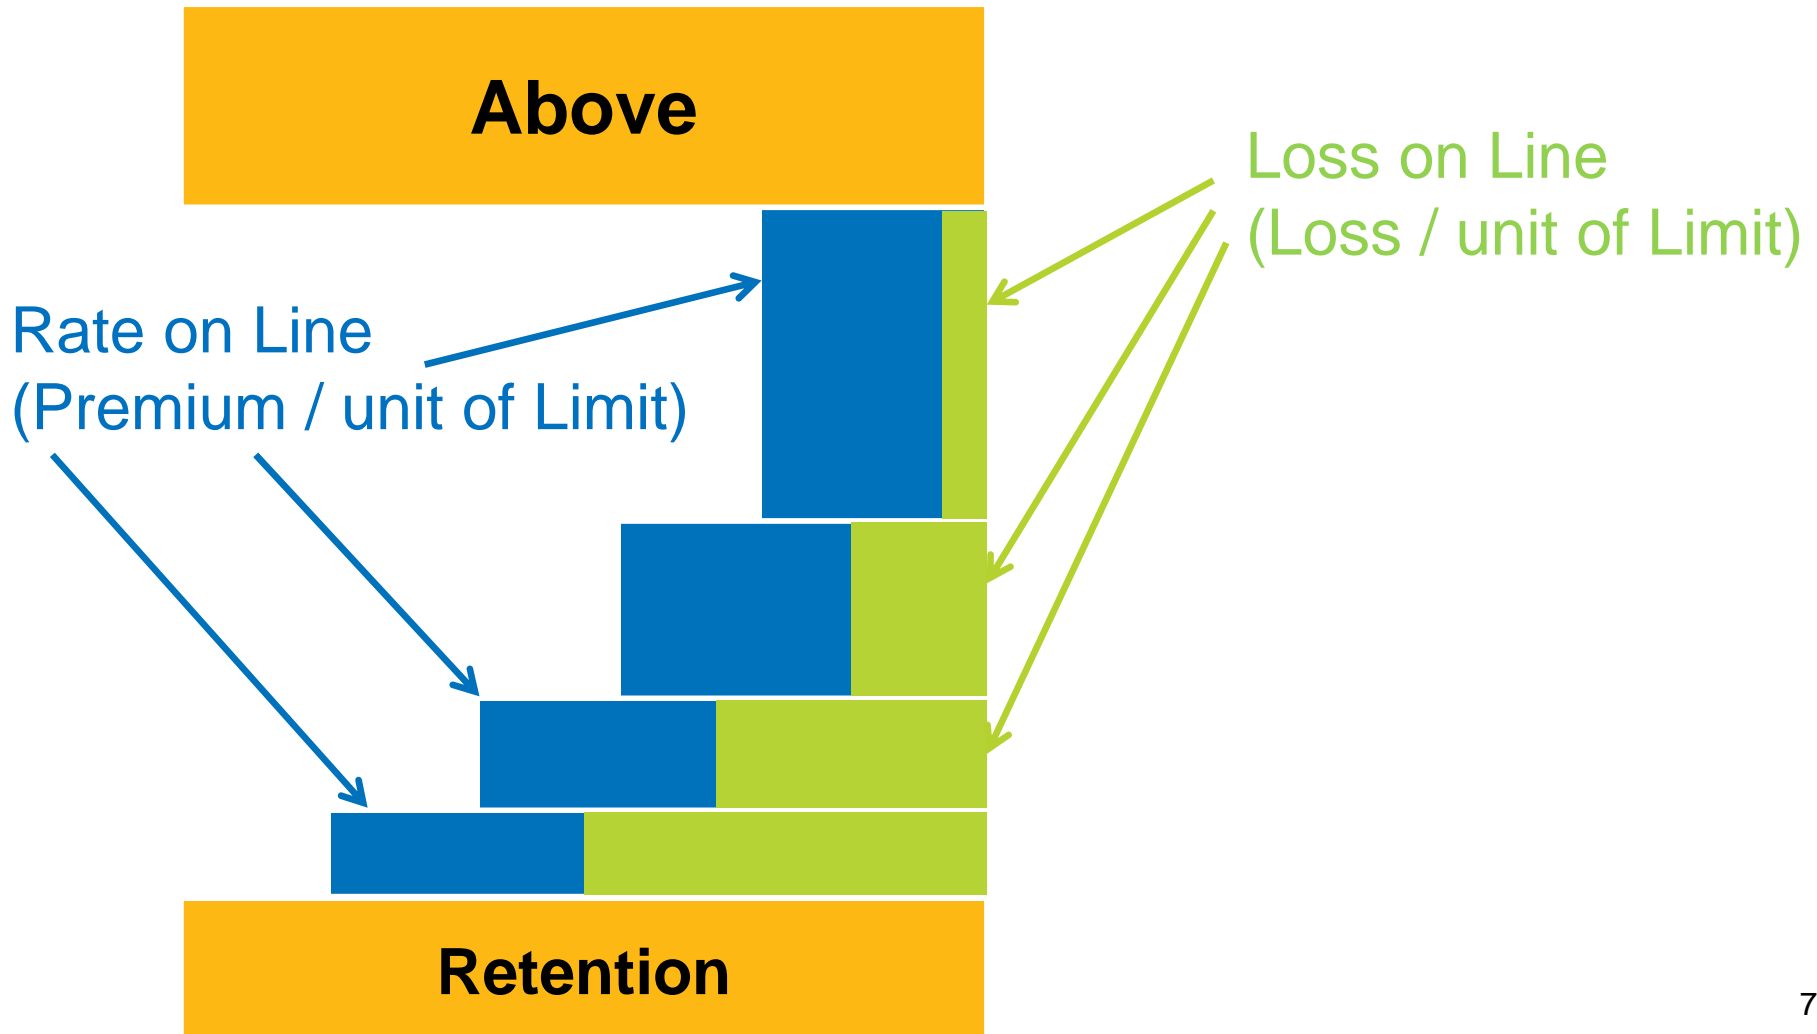 Above
Loss on Line
(Loss / unit of Limit)
Rate on Line
(Premium / unit of Limit)
Retention
7